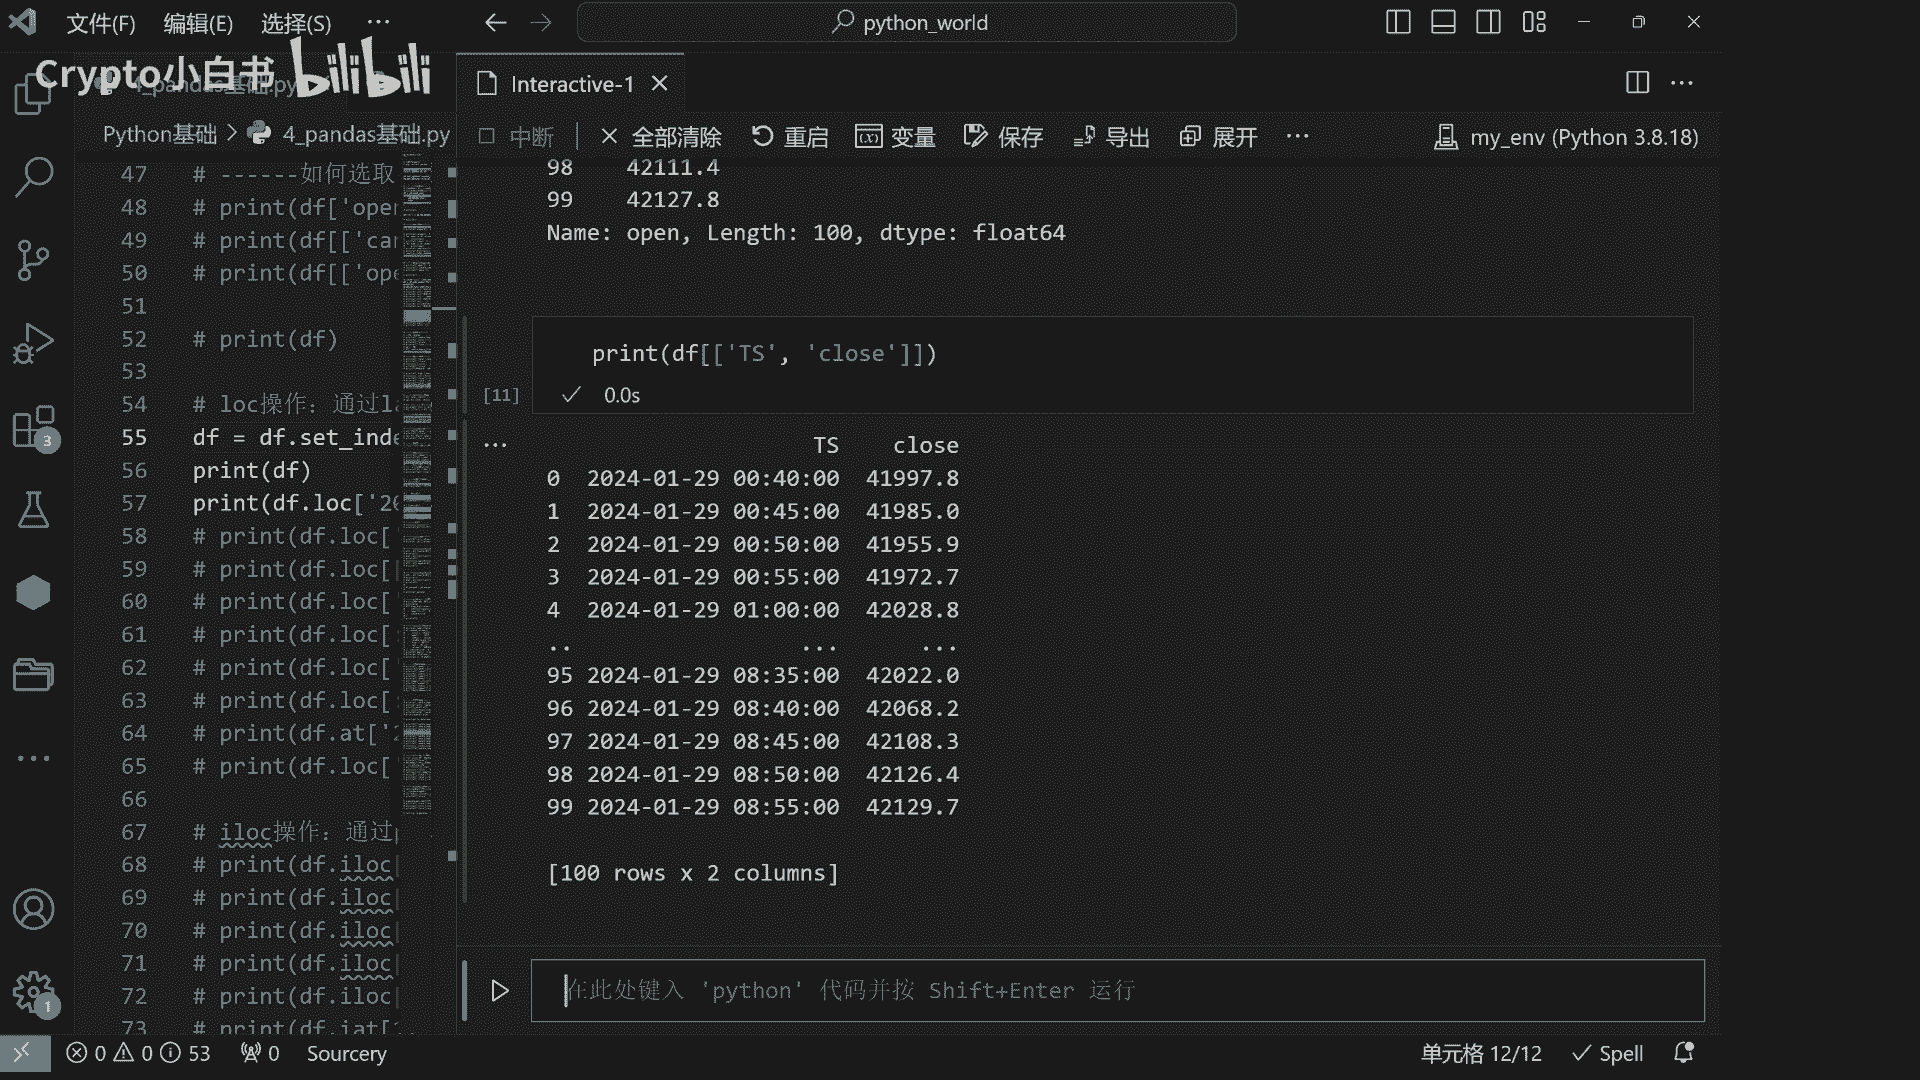 文件(F) 编辑(E) 选择(S) ··· python_world
Crypto小白书 bilibili
4_pandas基础.py
Interactive-1
Python基础 > 4_pandas基础.py
中断 全部清除 重启 变量 保存 导出 展开 ··· my_env (Python 3.8.18)
47 # ------如何选取
48 # print(df['open
49 # print(df[['can
50 # print(df[['ope
51
52 # print(df)
53
54 # loc操作：通过la
55 df = df.set_inde
56 print(df)
57 print(df.loc['20
58 # print(df.loc[
59 # print(df.loc[
60 # print(df.loc[
61 # print(df.loc[
62 # print(df.loc[
63 # print(df.loc[
64 # print(df.at['2
65 # print(df.loc[
66
67 # iloc操作：通过
68 # print(df.iloc
69 # print(df.iloc
70 # print(df.iloc
71 # print(df.iloc
72 # print(df.iloc
73 # print(df.iat[
98 42111.4
99 42127.8
Name: open, Length: 100, dtype: float64
print(df[['TS', 'close']])
[11] 0.0s
TS close
0 2024-01-29 00:40:00 41997.8
1 2024-01-29 00:45:00 41985.0
2 2024-01-29 00:50:00 41955.9
3 2024-01-29 00:55:00 41972.7
4 2024-01-29 01:00:00 42028.8
.. ... ...
95 2024-01-29 08:35:00 42022.0
96 2024-01-29 08:40:00 42068.2
97 2024-01-29 08:45:00 42108.3
98 2024-01-29 08:50:00 42126.4
99 2024-01-29 08:55:00 42129.7
[100 rows x 2 columns]
在此处键入 'python' 代码并按 Shift+Enter 运行
3
1
0 0 53 0 Sourcery 单元格 12/12 Spell